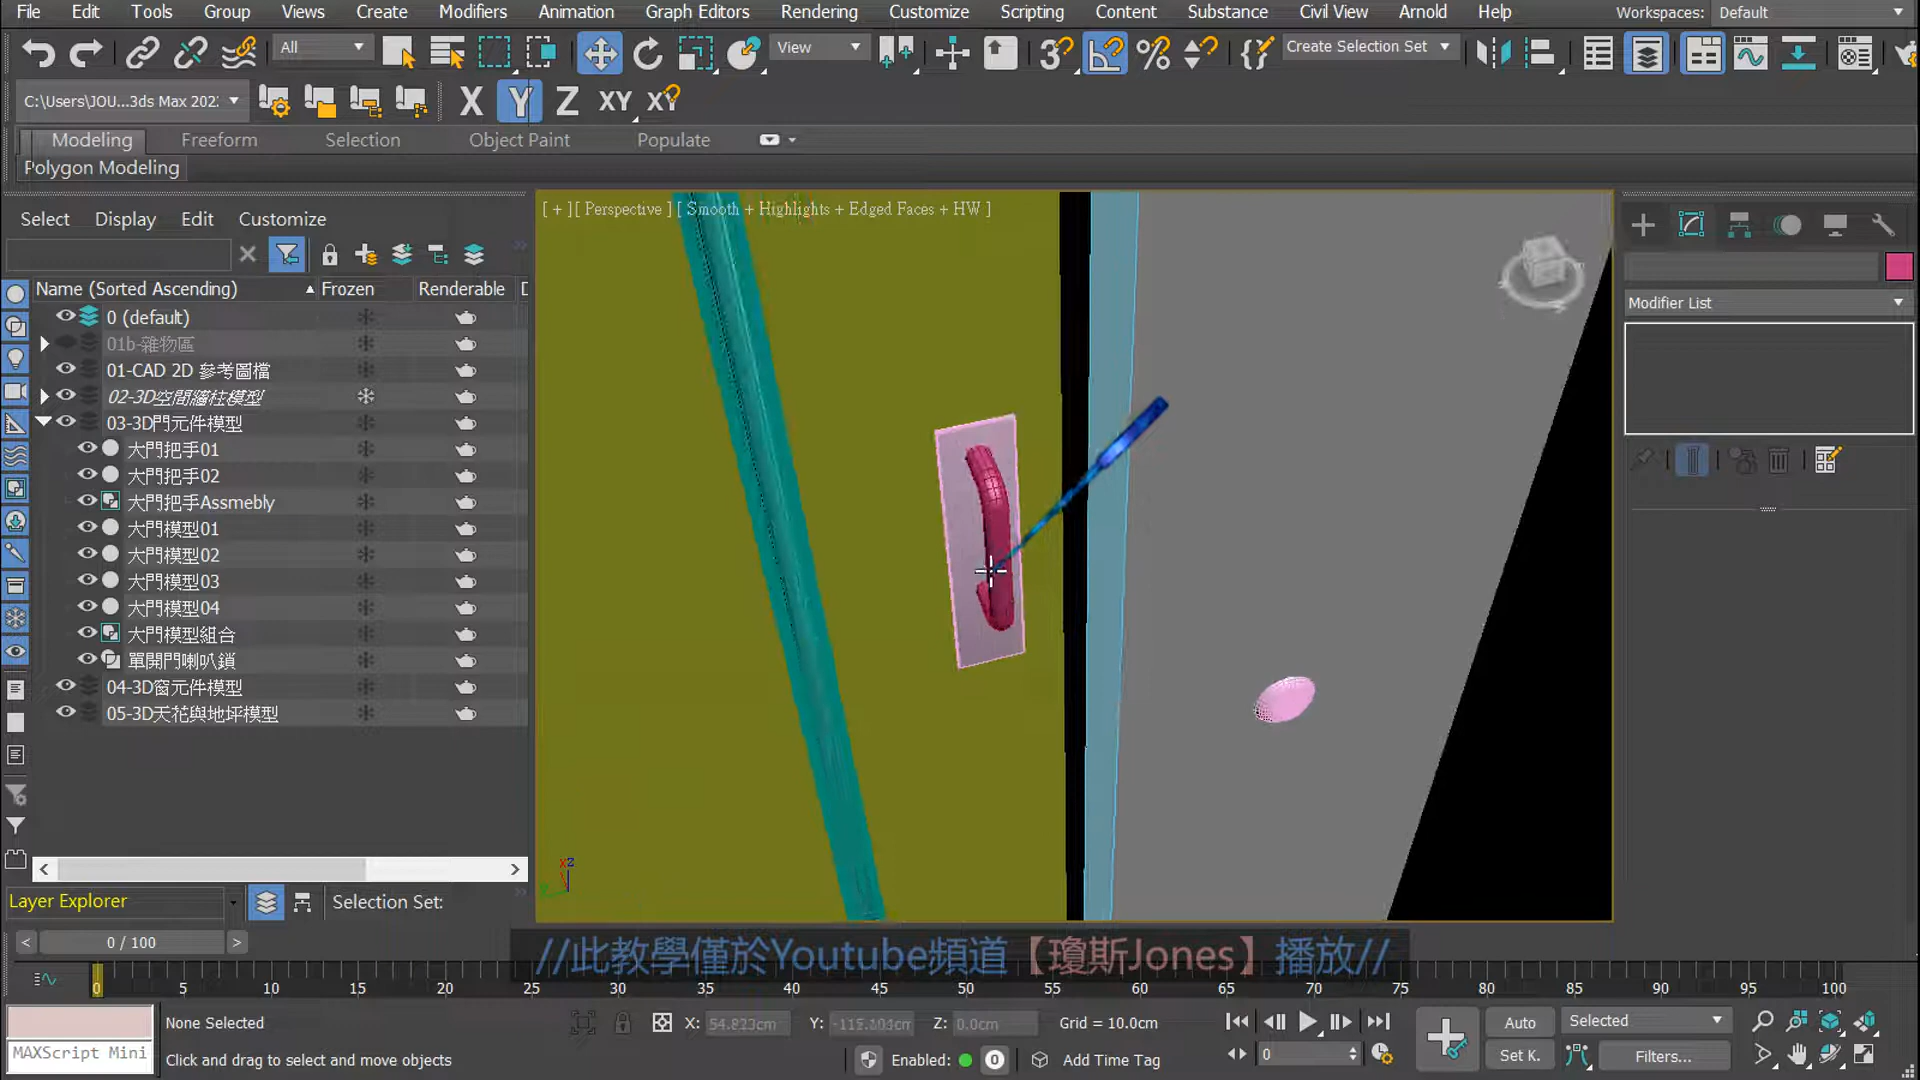 File Edit Tools Group Views Create Modifiers Animation Graph Editors Rendering Customize Scripting Content Substance Civil View Arnold Help Workspaces: Default
All View Create Selection Set
C:\Users\JOU...3ds Max 202 X Y Z XY XY
Modeling Freeform Selection Object Paint Populate
Polygon Modeling
Select Display Edit Customize
[ + ] [ Perspective ] [ Smooth + Highlights + Edged Faces + HW ]
Name (Sorted Ascending) Frozen Renderable D
Modifier List
0 (default)
01b-雜物區
01-CAD 2D 參考圖檔
02-3D空間牆柱模型
03-3D門元件模型
大門把手01
大門把手02
大門把手Assmebly
大門模型01
大門模型02
大門模型03
大門模型04
大門模型組合
單開門喇叭鎖
04-3D窗元件模型
05-3D天花與地坪模型
Layer Explorer Selection Set:
0 / 100
//此教學僅於Youtube頻道【瓊斯Jones】播放//
0 5 10 15 20 25 30 35 40 45 50 55 60 65 70 75 80 85 90 95 100
None Selected X: 54.823cm Y: Z: 0.0cm Grid = 10.0cm Auto Selected
MAXScript Mini Click and drag to select and move objects Enabled: 0 Add Time Tag 0 Set K. Filters...